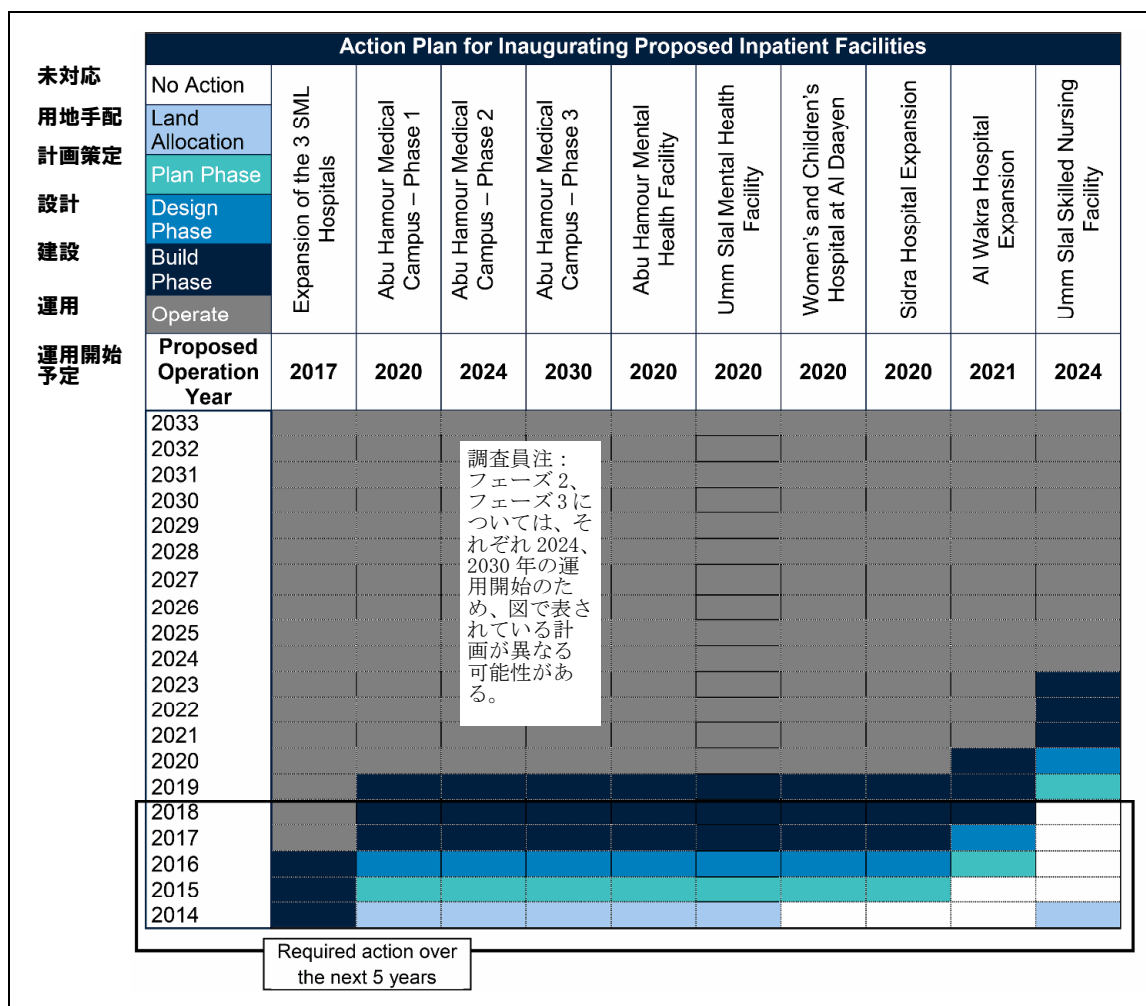 Action Plan for Inaugurating Proposed Inpatient Facilities
未対応
No Action
用地手配
Land
Allocation
計画策定
Plan Phase
設計
Design
Phase
建設
Build
Phase
運用
Operate
Expansion of the 3 SML
Hospitals
Abu Hamour Medical
Campus – Phase 1
Abu Hamour Medical
Campus – Phase 2
Abu Hamour Medical
Campus – Phase 3
Abu Hamour Mental
Health Facility
Umm Slal Mental Health
Facility
Women's and Children's
Hospital at Al Daayen
Sidra Hospital Expansion
Al Wakra Hospital
Expansion
Umm Slal Skilled Nursing
Facility
運用開始
予定
Proposed
Operation
Year
2017 2020 2024 2030 2020 2020 2020 2020 2021 2024
2033
2032
2031
2030
2029
2028
2027
2026
2025
2024
2023
2022
2021
2020
2019
2018
2017
2016
2015
2014
調査員注：
フェーズ 2、
フェーズ 3 に
ついては、そ
れぞれ 2024、
2030 年の運
用開始のた
め、図で表さ
れている計
画が異なる
可能性があ
る。
Required action over
the next 5 years